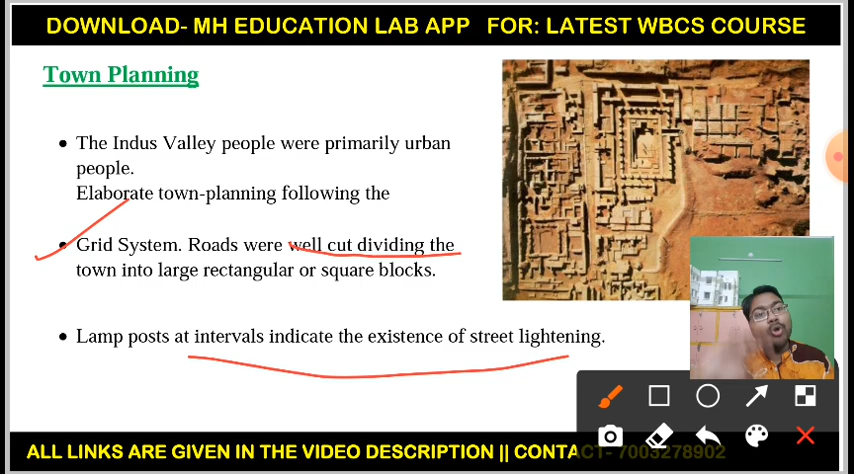 DOWNLOAD- MH EDUCATION LAB APP FOR: LATEST WBCS COURSE
Town Planning
• The Indus Valley people were primarily urban
people.
Elaborate town-planning following the
• Grid System. Roads were well cut dividing the
town into large rectangular or square blocks.
• Lamp posts at intervals indicate the existence of street lightening.
ALL LINKS ARE GIVEN IN THE VIDEO DESCRIPTION || CONTACT- 7003278902